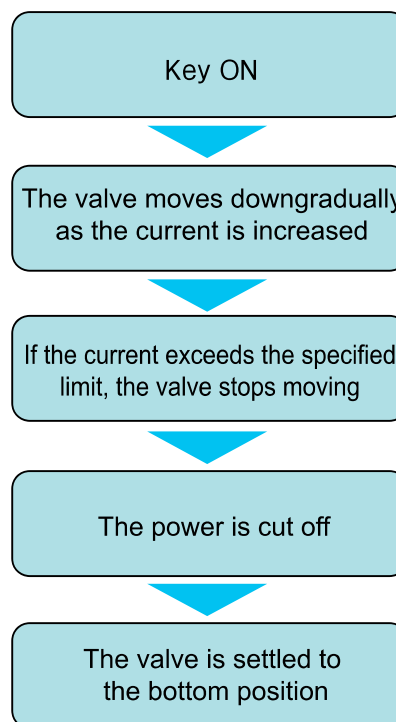 Key ON
The valve moves downgradually
as the current is increased
If the current exceeds the specified
limit, the valve stops moving
The power is cut off
The valve is settled to
the bottom position